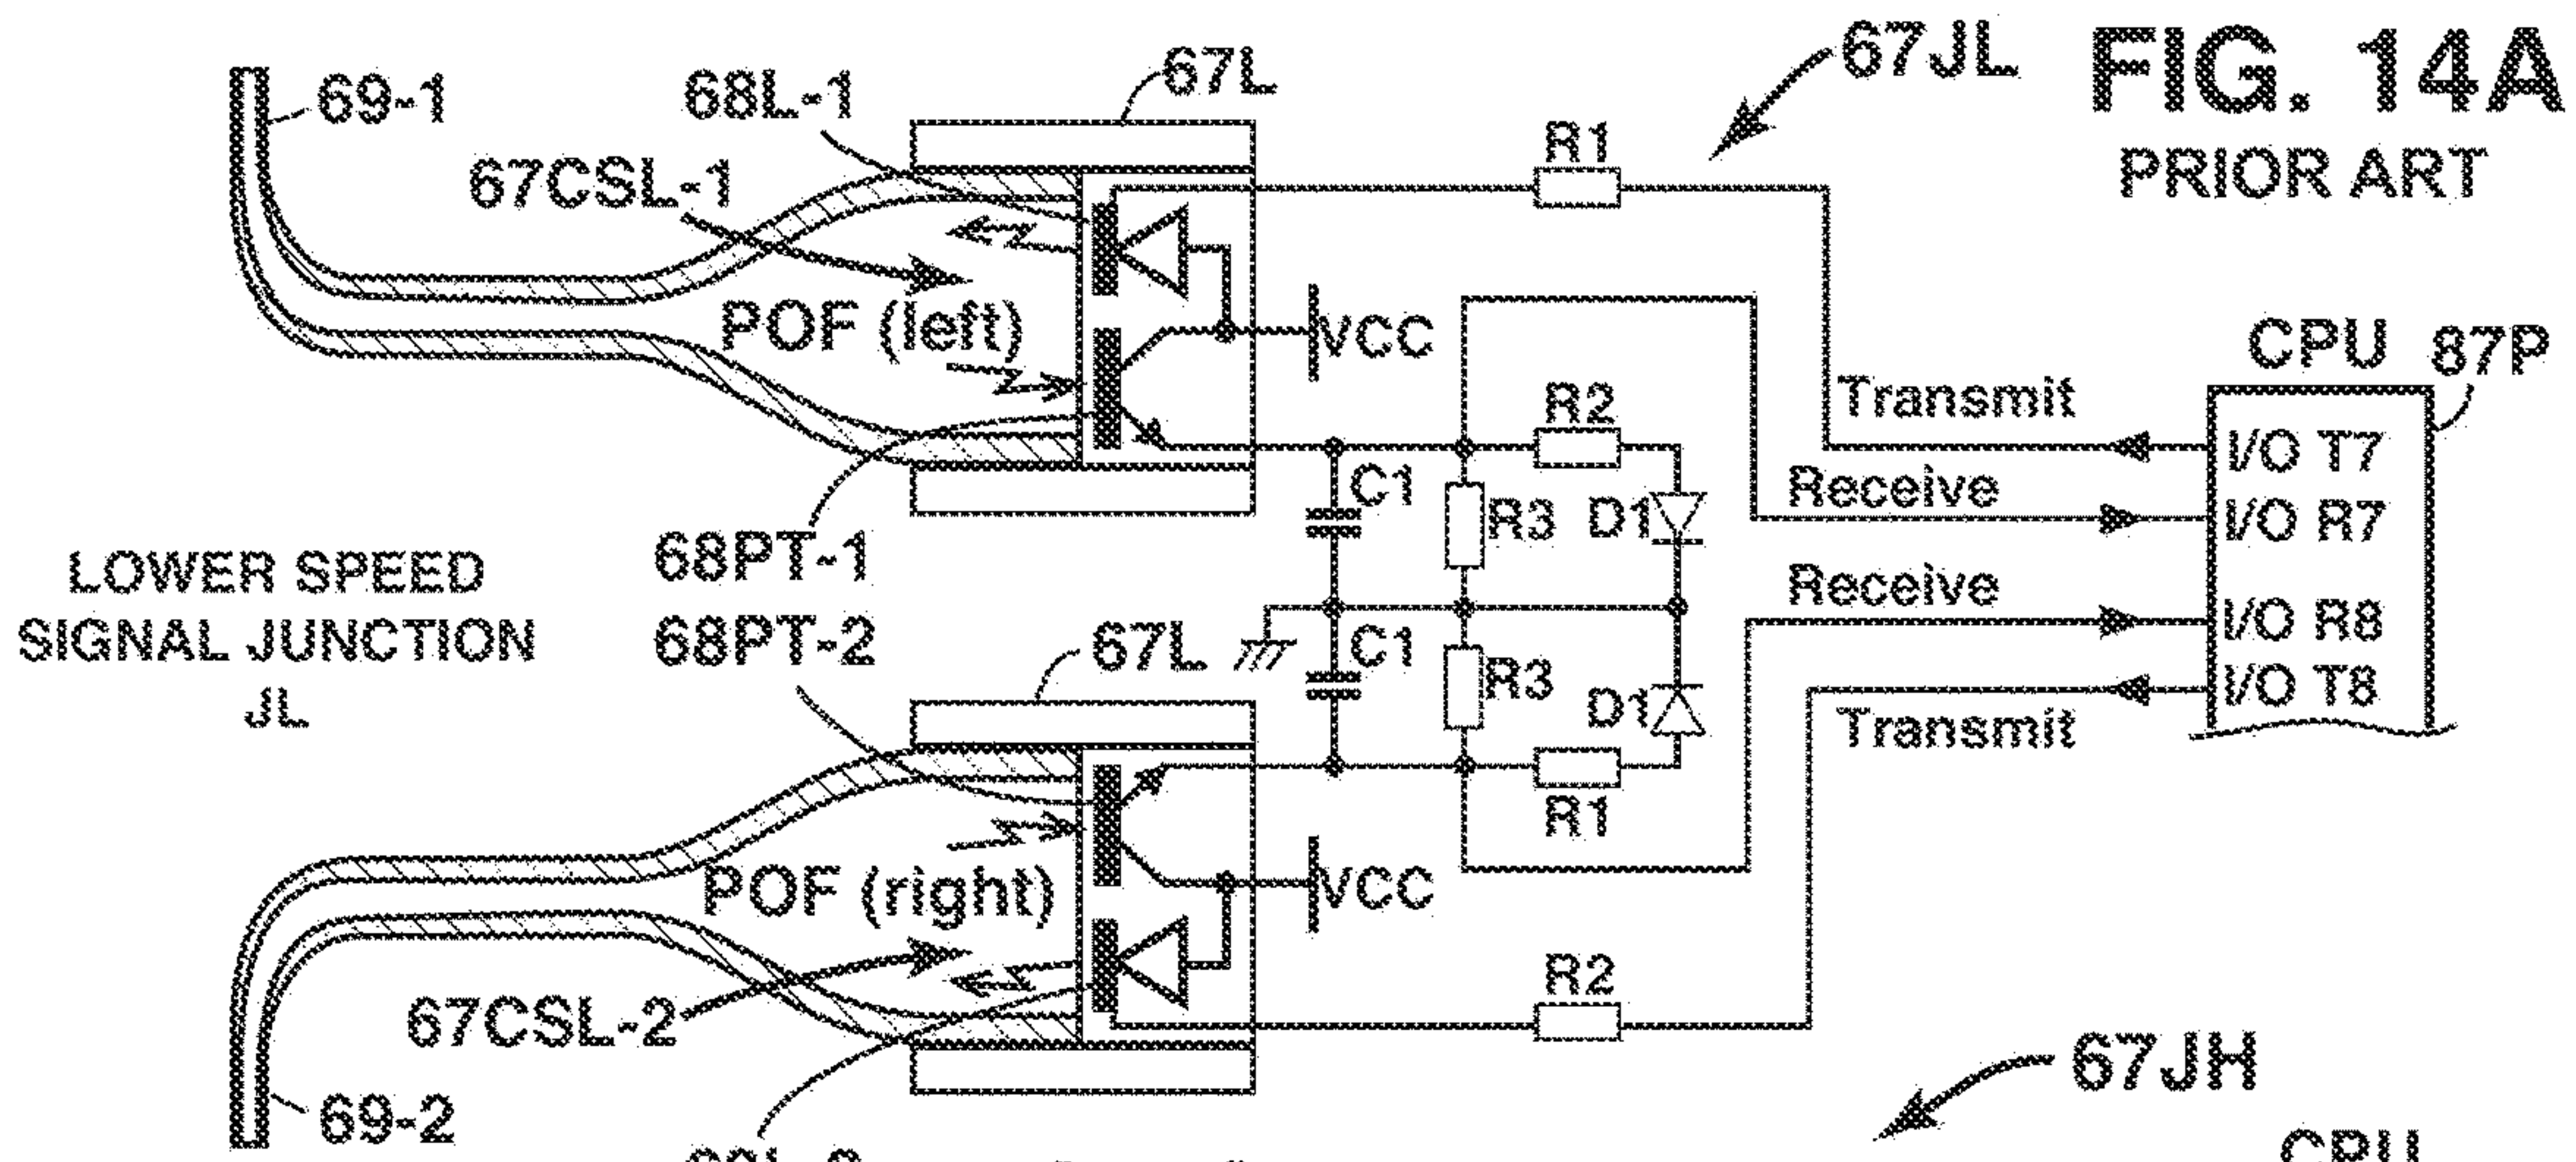 FIG. 14A
PRIOR ART
67JL
67L
68L-1
69-1
67CSL-1
R1
POF (left)
VCC
CPU
87P
Transmit
R2
I/O T7
C1
R3
D1
Receive
I/O R7
68PT-1
LOWER SPEED
SIGNAL JUNCTION
JL
Receive
68PT-2
67L
C1
R3
D1
I/O R8
I/O T8
Transmit
R1
POF (right)
VCC
R2
67CSL-2
69-2
67JH
CPU